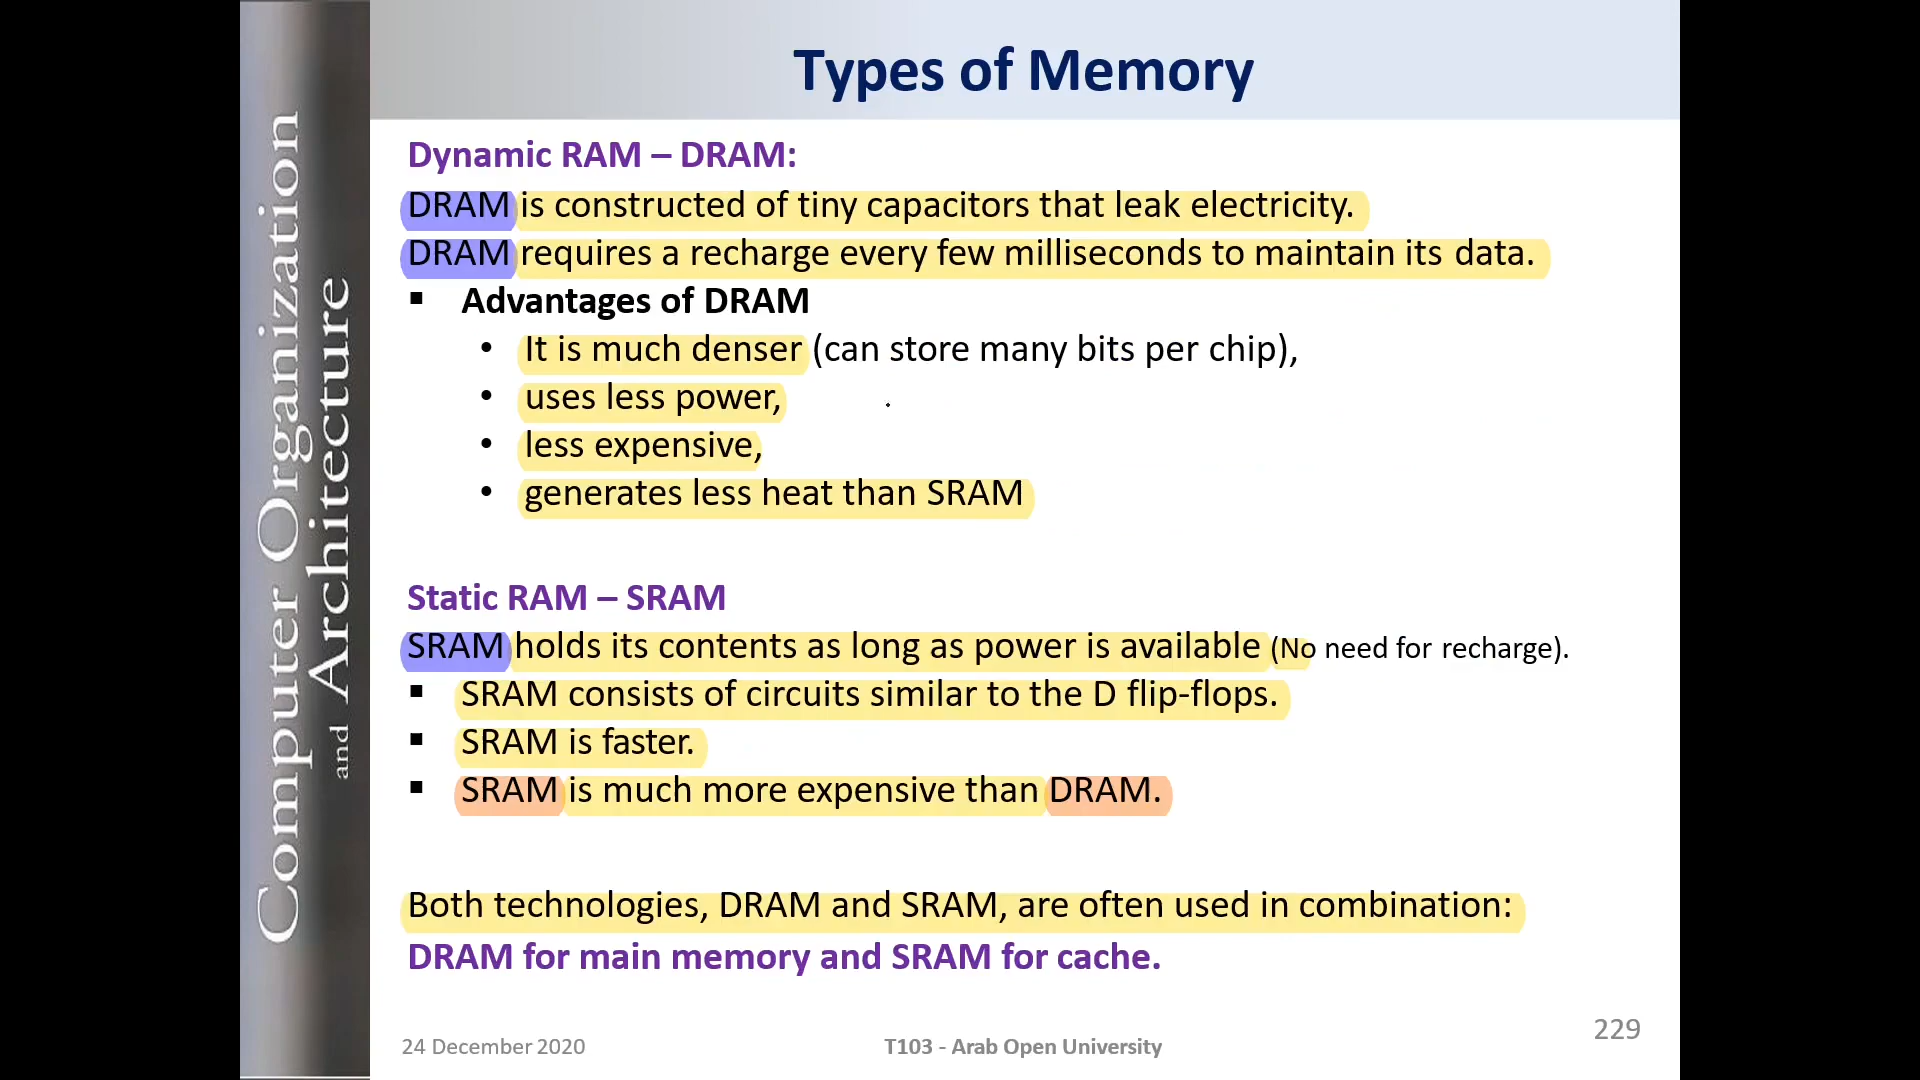 Computer Organization
and Architecture
Types of Memory
Dynamic RAM – DRAM:
DRAM is constructed of tiny capacitors that leak electricity.
DRAM requires a recharge every few milliseconds to maintain its data.
▪ Advantages of DRAM
• It is much denser (can store many bits per chip),
• uses less power,
• less expensive,
• generates less heat than SRAM
Static RAM – SRAM
SRAM holds its contents as long as power is available (No need for recharge).
▪ SRAM consists of circuits similar to the D flip-flops.
▪ SRAM is faster.
▪ SRAM is much more expensive than DRAM.
Both technologies, DRAM and SRAM, are often used in combination:
DRAM for main memory and SRAM for cache.
24 December 2020
T103 - Arab Open University
229